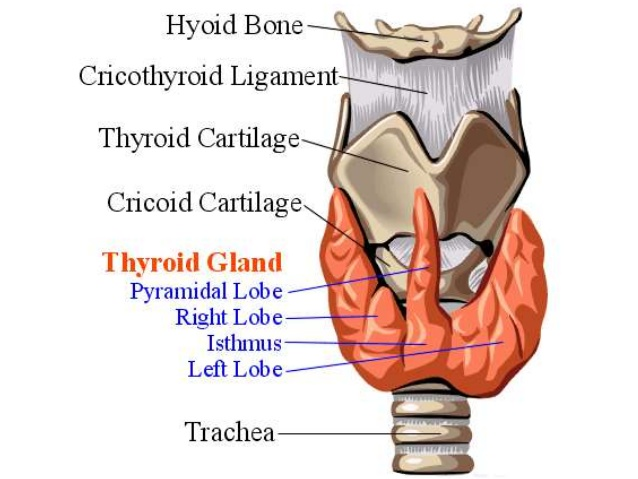 Hyoid Bone
Cricothyroid Ligament
Thyroid Cartilage
Cricoid Cartilage
Thyroid Gland
Pyramidal Lobe
Right Lobe
Isthmus
Left Lobe
Trachea